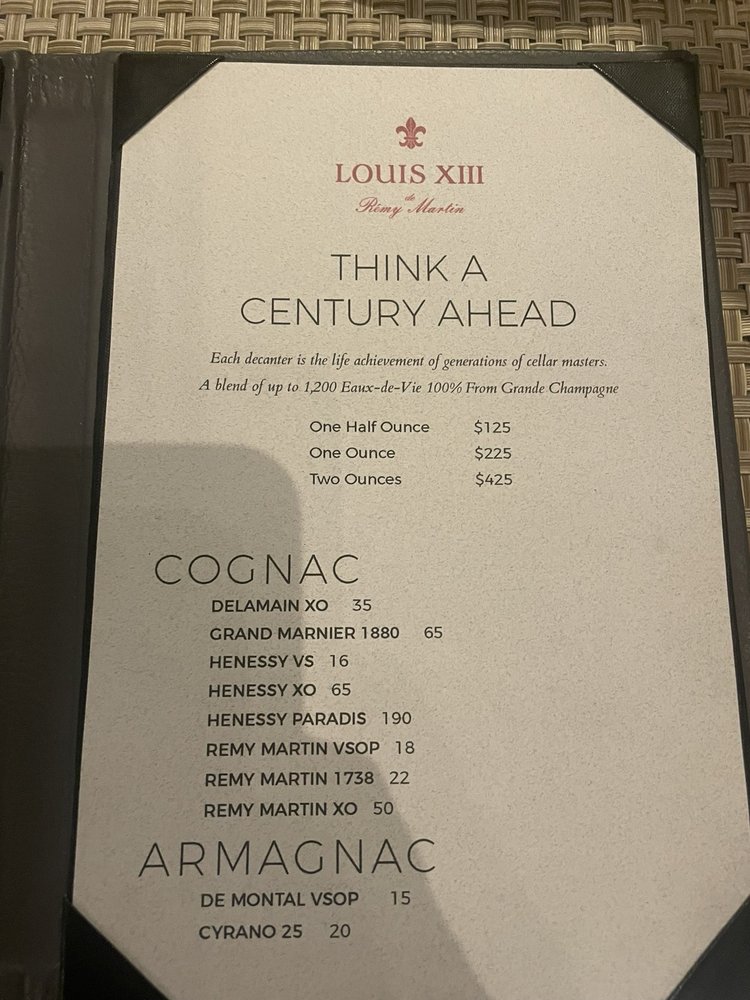 LOUIS XIII
de
Rémy Martin
THINK A
CENTURY AHEAD
Each decanter is the life achievement of generations of cellar masters.
A blend of up to 1,200 Eaux-de-Vie 100% From Grande Champagne
One Half Ounce $125
One Ounce $225
Two Ounces $425
COGNAC
DELAMAIN XO 35
GRAND MARNIER 1880 65
HENESSY VS 16
HENESSY XO 65
HENESSY PARADIS 190
REMY MARTIN VSOP 18
REMY MARTIN 1738 22
REMY MARTIN XO 50
ARMAGNAC
DE MONTAL VSOP 15
CYRANO 25 20